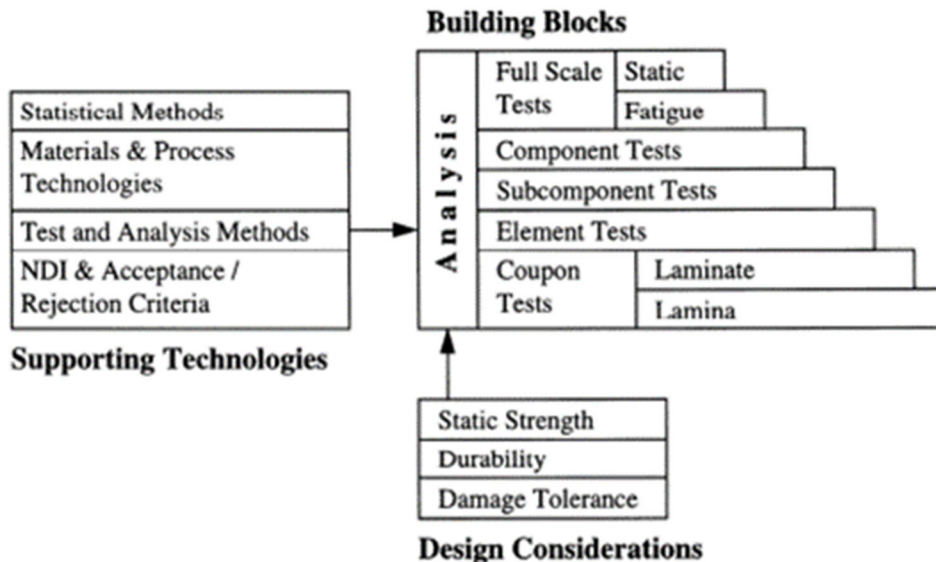 Building Blocks
Statistical Methods
Materials & Process
Technologies
Test and Analysis Methods
NDI & Acceptance /
Rejection Criteria
Supporting Technologies
Analysis
Full Scale
Tests
Static
Fatigue
Component Tests
Subcomponent Tests
Element Tests
Coupon
Tests
Laminate
Lamina
Static Strength
Durability
Damage Tolerance
Design Considerations